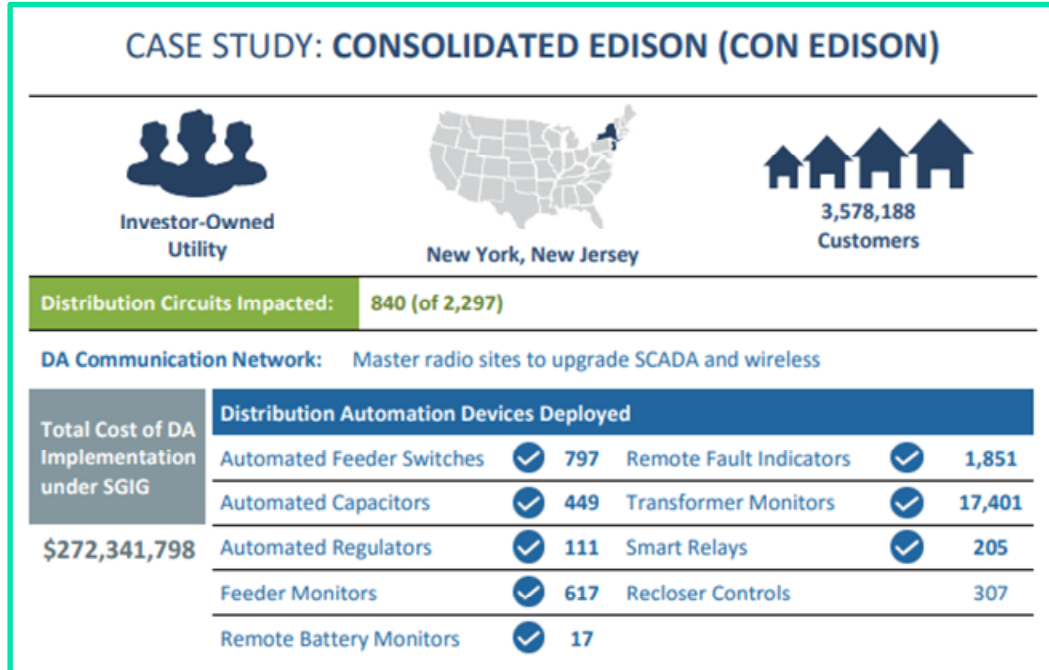 CASE STUDY: CONSOLIDATED EDISON (CON EDISON)
Investor-Owned
Utility
New York, New Jersey
3,578,188
Customers
Distribution Circuits Impacted: 840 (of 2,297)
DA Communication Network: Master radio sites to upgrade SCADA and wireless
Total Cost of DA
Implementation
under SGIG
$272,341,798
Distribution Automation Devices Deployed
Automated Feeder Switches 797 Remote Fault Indicators 1,851
Automated Capacitors 449 Transformer Monitors 17,401
Automated Regulators 111 Smart Relays 205
Feeder Monitors 617 Recloser Controls 307
Remote Battery Monitors 17